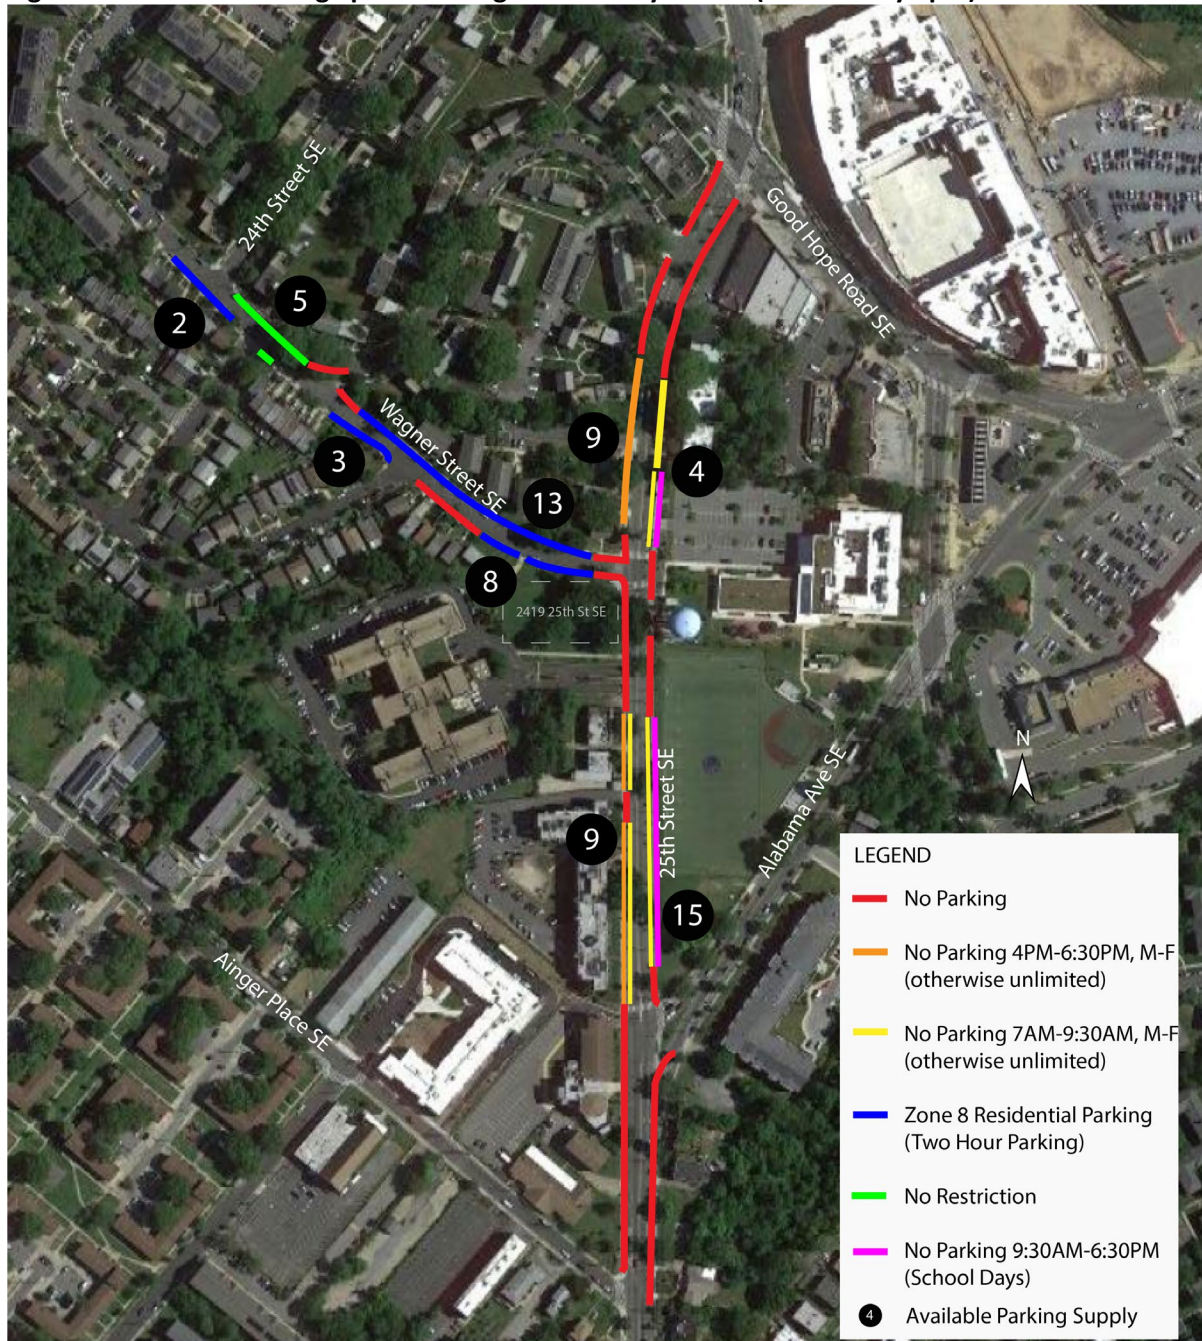 24th Street SE
Good Hope Road SE
5
2
Wagner Street SE
9
3
4
13
8
2419 25th St SE
25th Street SE
N
9
Alabama Ave SE
15
Ainger Place SE
LEGEND
No Parking
No Parking 4PM-6:30PM, M-F
(otherwise unlimited)
No Parking 7AM-9:30AM, M-F
(otherwise unlimited)
Zone 8 Residential Parking
(Two Hour Parking)
No Restriction
No Parking 9:30AM-6:30PM
(School Days)
4 Available Parking Supply